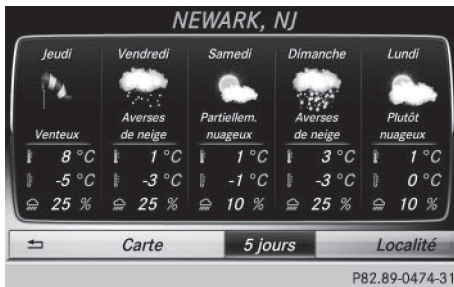 NEWARK, NJ
Jeudi Vendredi Samedi Dimanche Lundi
Averses Partiellem. Averses Plutôt
Venteux de neige nuageux de neige nuageux
8 °C 1 °C 1 °C 3 °C 1 °C
-5 °C -3 °C -1 °C -3 °C 0 °C
25 % 25 % 10 % 25 % 10 %
Carte 5 jours Localité
P82.89-0474-31